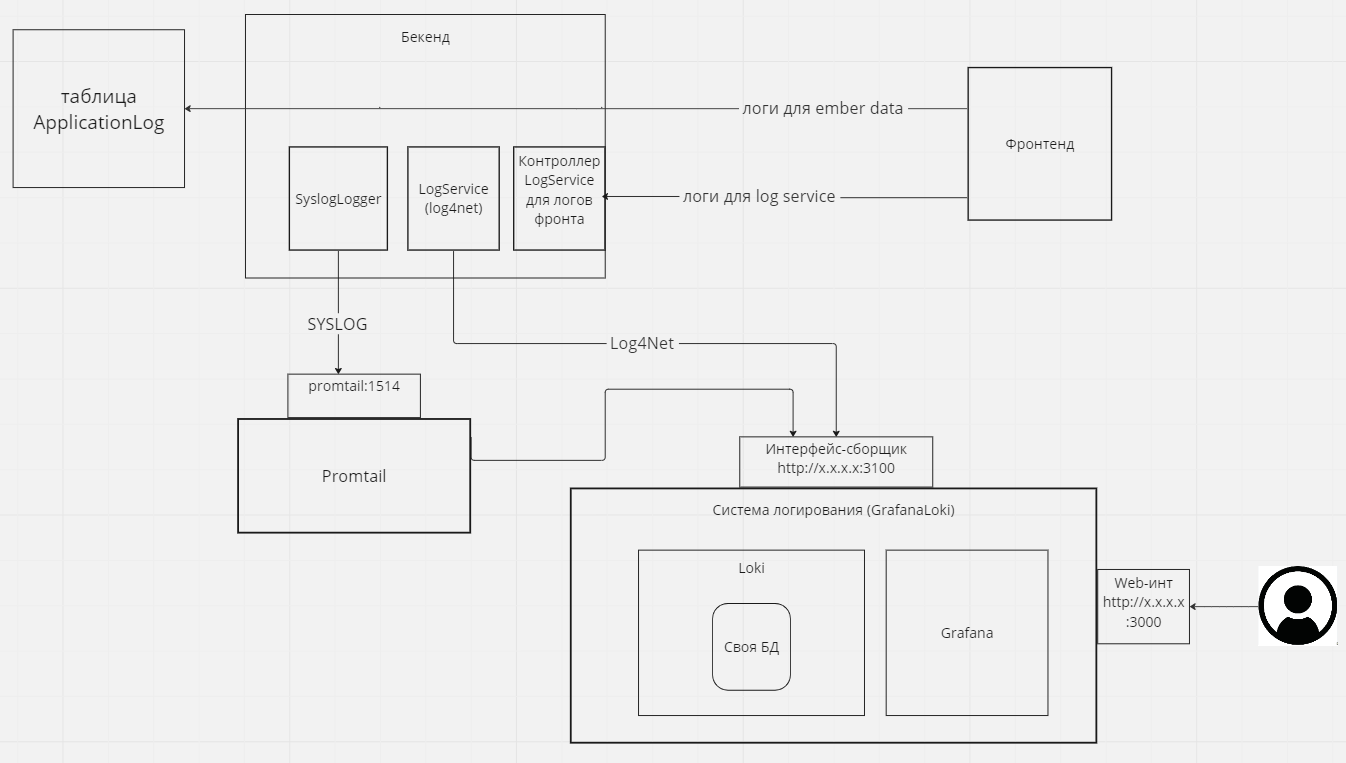 Бекенд
таблица
ApplicationLog
логи для ember data
Фронтенд
SyslogLogger
LogService
(log4net)
Контроллер
LogService
для логов
фронта
логи для log service
SYSLOG
Log4Net
promtail:1514
Promtail
Интерфейс-сборщик
http://x.x.x.x:3100
Система логирования (GrafanaLoki)
Loki
Своя БД
Grafana
Web-инт
http://x.x.x.x
:3000